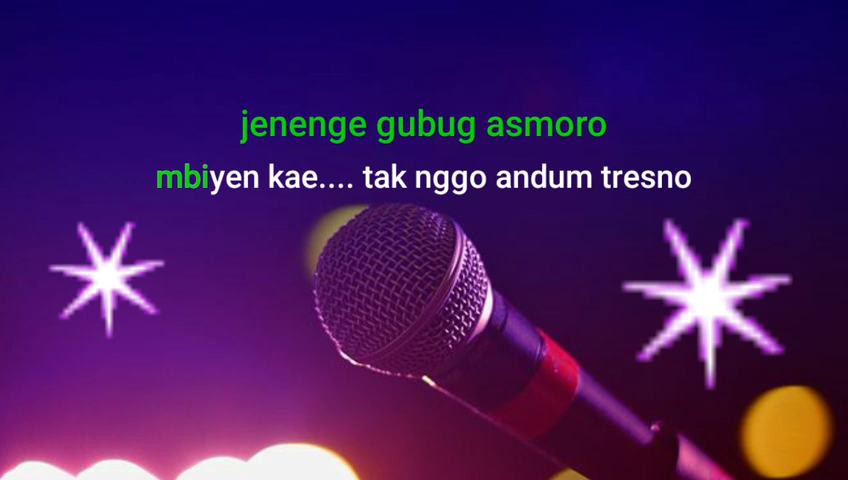 jenenge gubug asmoro
mbiyen kae.... tak nggo andum tresno